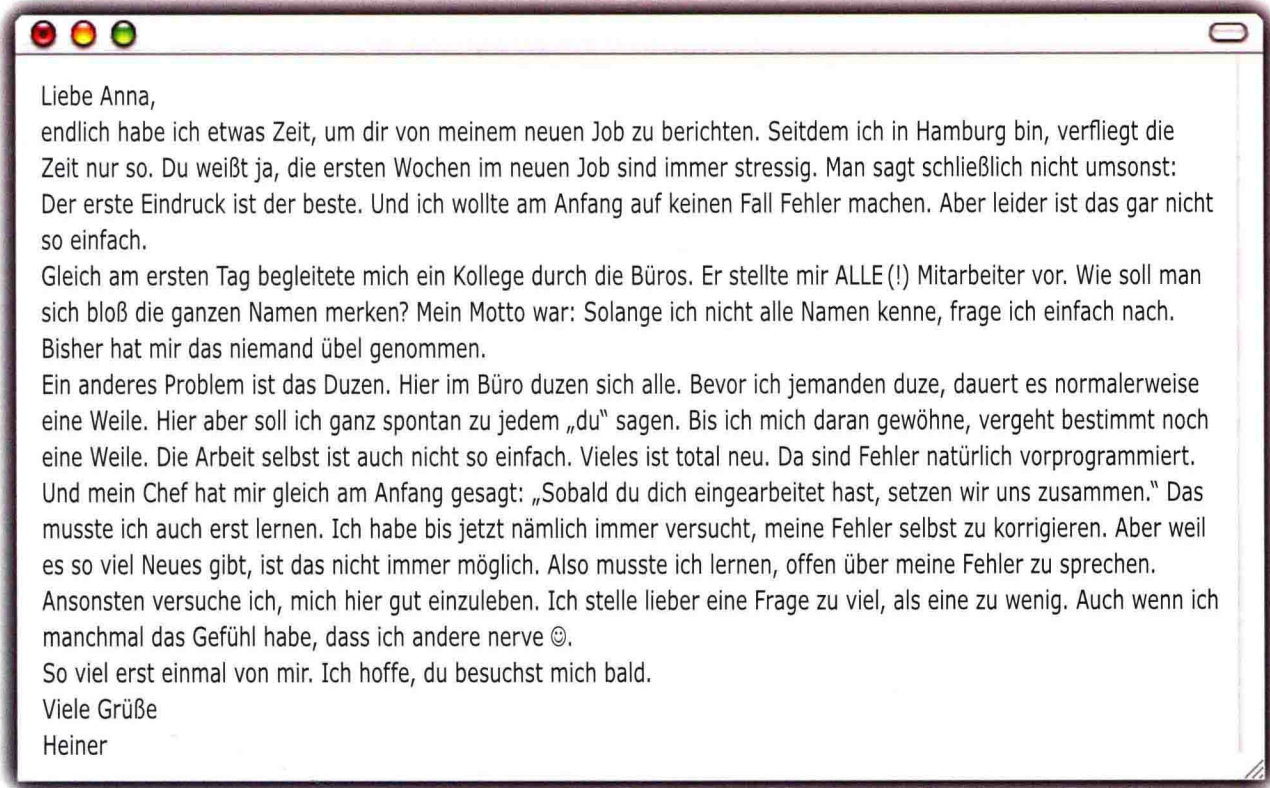 Liebe Anna,
endlich habe ich etwas Zeit, um dir von meinem neuen Job zu berichten. Seitdem ich in Hamburg bin, verfliegt die
Zeit nur so. Du weißt ja, die ersten Wochen im neuen Job sind immer stressig. Man sagt schließlich nicht umsonst:
Der erste Eindruck ist der beste. Und ich wollte am Anfang auf keinen Fall Fehler machen. Aber leider ist das gar nicht
so einfach.
Gleich am ersten Tag begleitete mich ein Kollege durch die Büros. Er stellte mir ALLE (!) Mitarbeiter vor. Wie soll man
sich bloß die ganzen Namen merken? Mein Motto war: Solange ich nicht alle Namen kenne, frage ich einfach nach.
Bisher hat mir das niemand übel genommen.
Ein anderes Problem ist das Duzen. Hier im Büro duzen sich alle. Bevor ich jemanden duze, dauert es normalerweise
eine Weile. Hier aber soll ich ganz spontan zu jedem „du“ sagen. Bis ich mich daran gewöhne, vergeht bestimmt noch
eine Weile. Die Arbeit selbst ist auch nicht so einfach. Vieles ist total neu. Da sind Fehler natürlich vorprogrammiert.
Und mein Chef hat mir gleich am Anfang gesagt: „Sobald du dich eingearbeitet hast, setzen wir uns zusammen.“ Das
musste ich auch erst lernen. Ich habe bis jetzt nämlich immer versucht, meine Fehler selbst zu korrigieren. Aber weil
es so viel Neues gibt, ist das nicht immer möglich. Also musste ich lernen, offen über meine Fehler zu sprechen.
Ansonsten versuche ich, mich hier gut einzuleben. Ich stelle lieber eine Frage zu viel, als eine zu wenig. Auch wenn ich
manchmal das Gefühl habe, dass ich andere nerve ☺.
So viel erst einmal von mir. Ich hoffe, du besuchst mich bald.
Viele Grüße
Heiner